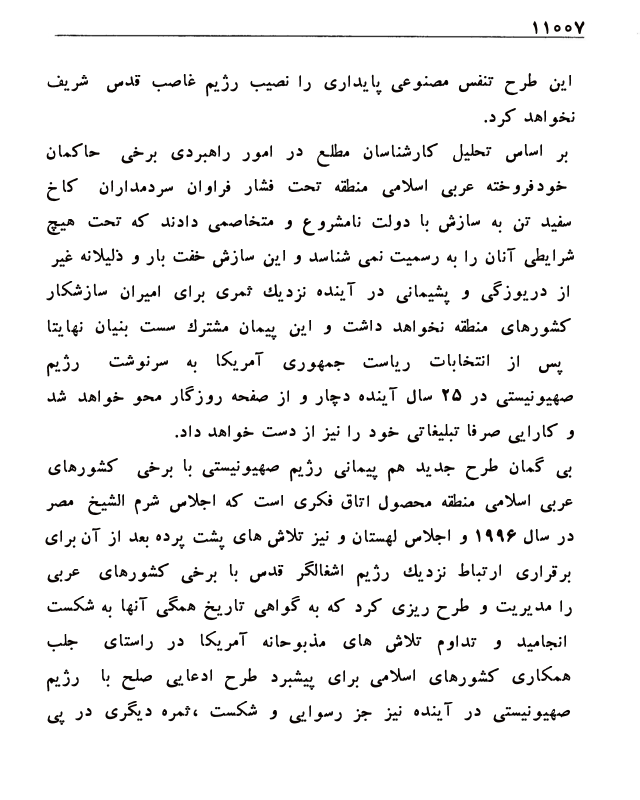 ۱۱۰۰۷
این طرح تنفس مصنوعی پایداری را نصیب رژیم غاصب قدس شریف
نخواهد کرد.
بر اساس تحلیل کارشناسان مطلع در امور راهبردی برخی حاکمان
خودفروخته عربی اسلامی منطقه تحت فشار فراوان سردمداران کاخ
سفید تن به سازش با دولت نامشروع و متخاصمی دادند که تحت هیچ
شرایطی آنان را به رسمیت نمی شناسد و این سازش خفت بار و ذلیلانه غیر
از دریوزگی و پشیمانی در آینده نزدیك ثمری برای امیران سازشکار
کشورهای منطقه نخواهد داشت و این پیمان مشترك سست بنیان نهایتا
پس از انتخابات ریاست جمهوری آمریکا به سرنوشت رژیم
صهیونیستی در ۲۵ سال آینده دچار و از صفحه روزگار محو خواهد شد
و کارایی صرفا تبلیغاتی خود را نیز از دست خواهد داد.
بی گمان طرح جدید هم پیمانی رژیم صهیونیستی با برخی کشورهای
عربی اسلامی منطقه محصول اتاق فکری است که اجلاس شرم الشیخ مصر
در سال ۱۹۹۶ و اجلاس لهستان و نیز تلاش های پشت پرده بعد از آن برای
برقراری ارتباط نزدیك رژیم اشغالگر قدس با برخی کشورهای عربی
را مدیریت و طرح ریزی کرد که به گواهی تاریخ همگی آنها به شکست
انجامید و تداوم تلاش های مذبوحانه آمریکا در راستای جلب
همکاری کشورهای اسلامی برای پیشبرد طرح ادعایی صلح با رژیم
صهیونیستی در آینده نیز جز رسوایی و شکست ،ثمره دیگری در پی